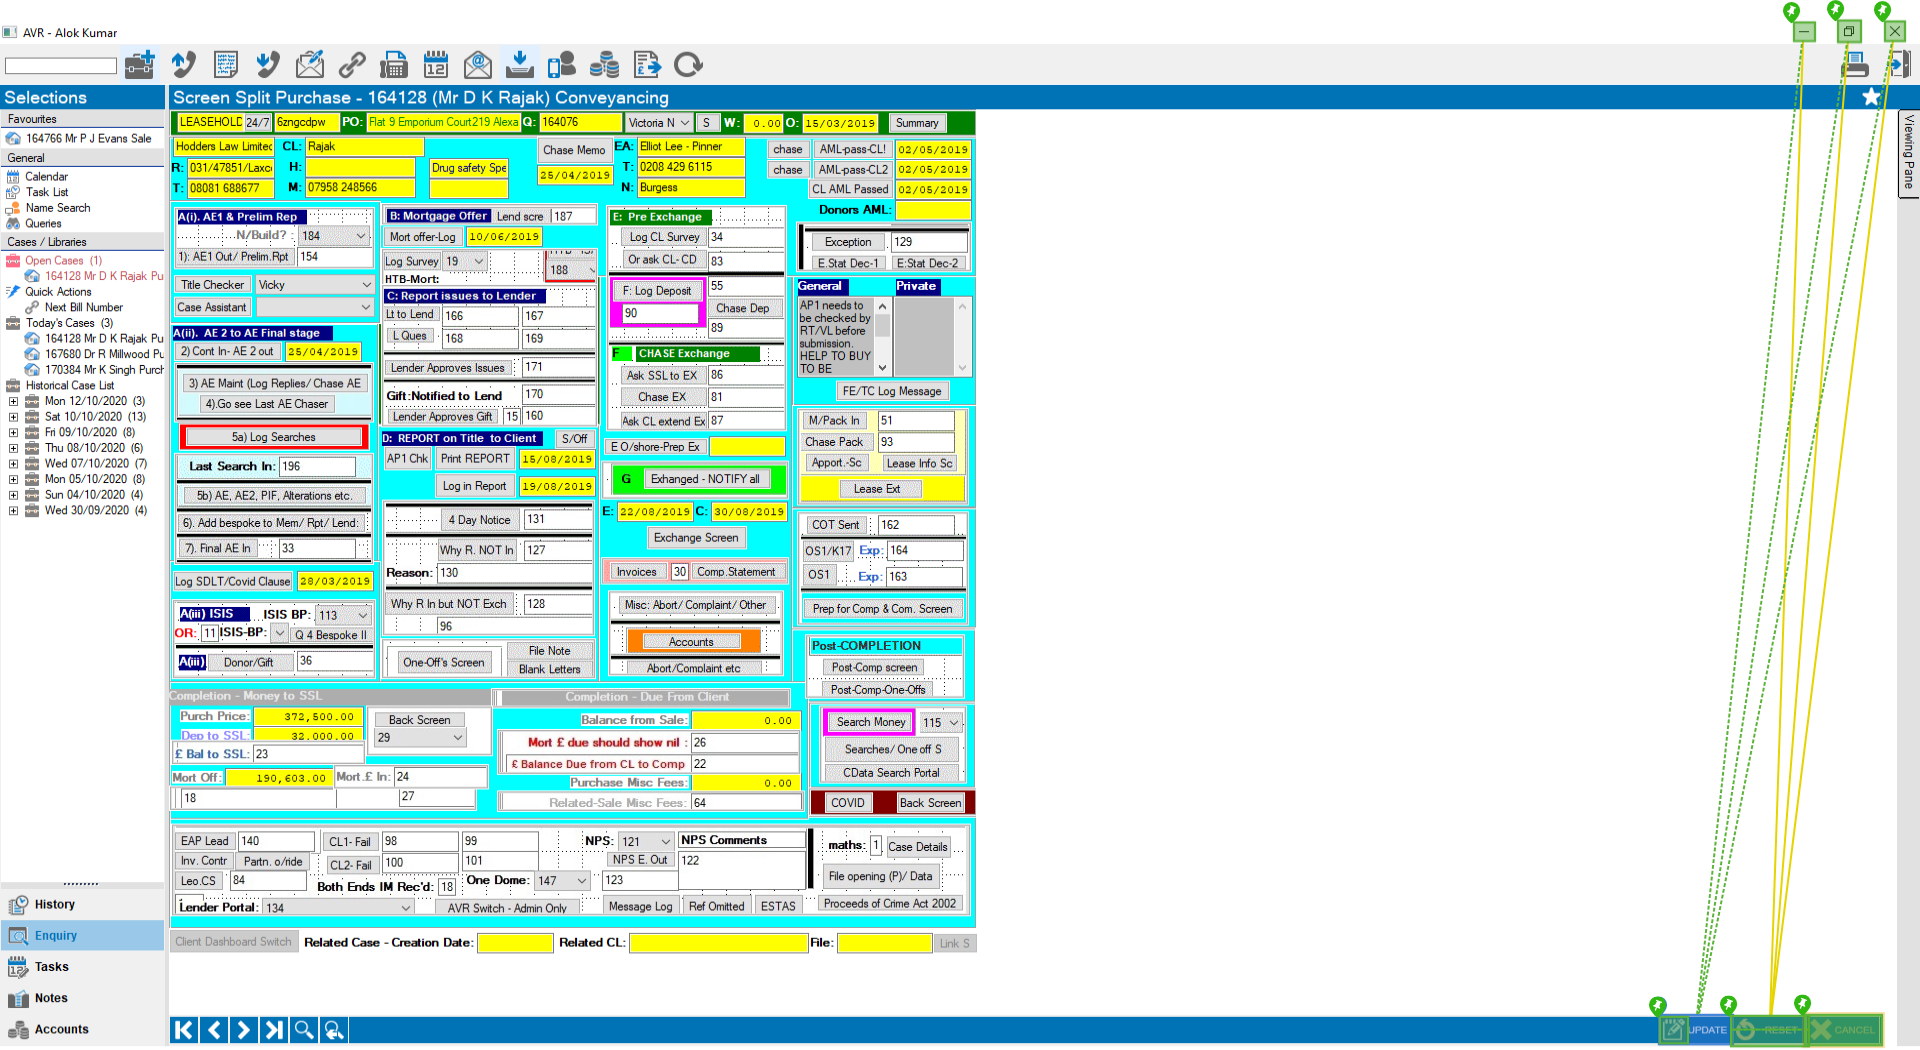 AVR - Alok Kumar
Selections
Screen Split Purchase - 164128 (Mr D K Rajak) Conveyancing
Favourites
164766 Mr P J Evans Sale
General
Calendar
Task List
Name Search
Queries
Cases / Libraries
Open Cases (1)
164128 Mr D K Rajak Pu
Quick Actions
Next Bill Number
Today's Cases (3)
164128 Mr D K Rajak Pu
167680 Dr R Millwood Pu
170384 Mr K Singh Purch
Historical Case List
Mon 12/10/2020 (3)
Sat 10/10/2020 (13)
Fri 09/10/2020 (8)
Thu 08/10/2020 (6)
Wed 07/10/2020 (7)
Mon 05/10/2020 (8)
Sun 04/10/2020 (4)
Wed 30/09/2020 (4)
History
Enquiry
Tasks
Notes
Accounts
LEASEHOLD 24/7 6zngcdpw PO: Flat 9 Emporium Court219 Alexa Q: 164076 Victoria N S W: 0.00 O: 15/03/2019 Summary
Hodders Law Limitec CL: Rajak Chase Memo EA: Elliot Lee - Pinner chase AML-pass-CL! 02/05/2019
R: 031/47851/Laxco H: Drug safety Spe 25/04/2019 T: 0208 429 6115 chase AML-pass-CL2 02/05/2019
T: 08081 688677 M: 07958 248566 N: Burgess CL AML Passed 02/05/2019
Donors AML:
A(i). AE1 & Prelim Rep
N/Build? : 184
1): AE1 Out/ Prelim.Rpt 154
Title Checker Vicky
Case Assistant
A(ii). AE 2 to AE Final stage
2) Cont In- AE 2 out 25/04/2019
3) AE Maint (Log Replies/ Chase AE
4).Go see Last AE Chaser
5a) Log Searches
Last Search In: 196
5b) AE, AE2, PIF, Alterations etc.
6). Add bespoke to Mem/ Rpt/ Lend:
7). Final AE In 33
Log SDLT/Covid Clause 28/03/2019
A(iii) ISIS ISIS BP: 113
OR: 11 ISIS-BP: Q 4 Bespoke II
A(iii) Donor/Gift 36
B: Mortgage Offer Lend scre 187
Mort offer-Log 10/06/2019
Log Survey 19 188
HTB-Mort:
C: Report issues to Lender
Lt to Lend 166 167
L Ques 168 169
Lender Approves Issues 171
Gift:Notified to Lend 170
Lender Approves Gift 15 160
D: REPORT on Title to Client S/Off
AP1 Chk Print REPORT 15/08/2019
Log in Report 19/08/2019
4 Day Notice 131
Why R. NOT In 127
Reason: 130
Why R In but NOT Exch 128
96
One-Off's Screen File Note
Blank Letters
E: Pre Exchange
Log CL Survey 34
Or ask CL- CD 83
F: Log Deposit 55
90 Chase Dep
89
F CHASE Exchange
Ask SSL to EX 86
Chase EX 81
Ask CL extend Ex 87
E O/shore-Prep Ex
G Exhanged - NOTIFY all
E: 22/08/2019 C: 30/08/2019
Exchange Screen
Invoices 30 Comp.Statement
Misc: Abort/ Complaint/ Other
Accounts
Abort/Complaint etc
Exception 129
E.Stat Dec-1 E:Stat Dec-2
General Private
AP1 needs to
be checked by
RT/VL before
submission.
HELP TO BUY
TO BE
FE/TC Log Message
M/Pack In 51
Chase Pack 93
Apport.-Sc Lease Info Sc
Lease Ext
COT Sent 162
OS1/K17 Exp: 164
OS1 Exp: 163
Prep for Comp & Com. Screen
Post-COMPLETION
Post-Comp screen
Post-Comp-One-Offs
Search Money 115
Searches/ One off S
CData Search Portal
COVID Back Screen
Completion - Money to SSL
Purch Price: 372,500.00
Dep to SSL: 32.000.00
£ Bal to SSL: 23
Mort Off: 190,603.00 Mort £ In: 24
18 27
Back Screen
29
Completion - Due From Client
Balance from Sale: 0.00
Mort £ due should show nil : 26
£ Balance Due from CL to Comp 22
Purchase Misc Fees: 0.00
Related-Sale Misc Fees: 64
EAP Lead 140 CL1- Fail 98 99 NPS: 121 NPS Comments maths: 1 Case Details
Inv. Contr Partn. o/ride CL2- Fail 100 101 NPS E. Out 122
Leo.CS 84 Both Ends IM Rec'd: 18 One Dome: 147 123 File opening (P)/ Data
Lender Portal: 134 AVR Switch - Admin Only Message Log Ref Omitted ESTAS Proceeds of Crime Act 2002
Client Dashboard Switch Related Case - Creation Date: Related CL: File: Link S
Viewing Pane
UPDATE RESET CANCEL